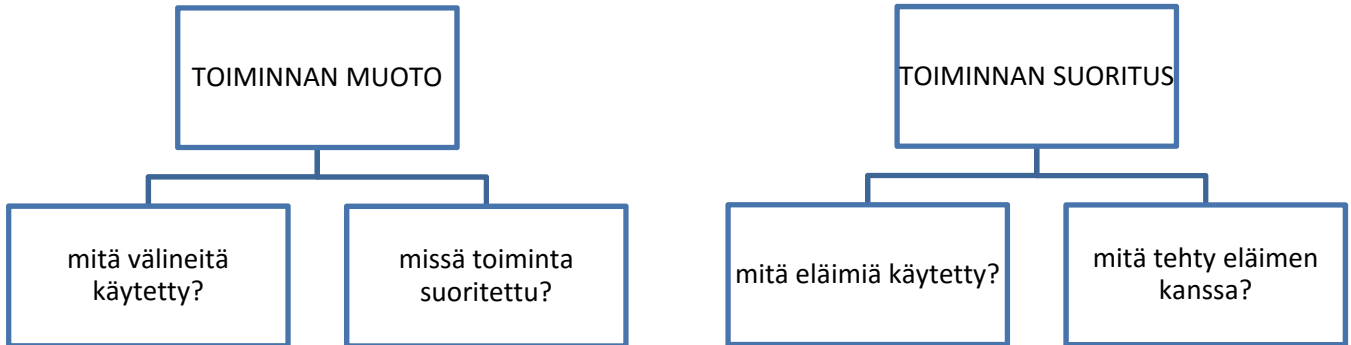 TOIMINNAN MUOTO
TOIMINNAN SUORITUS
mitä välineitä
käytetty?
missä toiminta
suoritettu?
mitä eläimiä käytetty?
mitä tehty eläimen
kanssa?